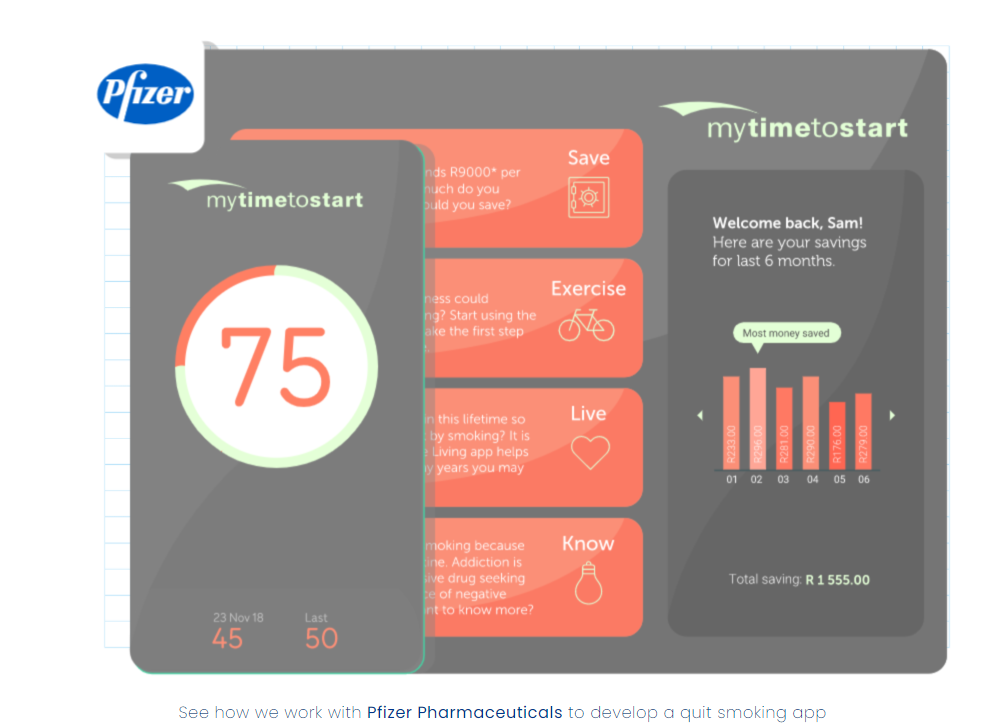 Pfizer
mytimetostart
75
23 Nov 18
45
Last
50
nds R9000* per
much do you
ould you save?
Save
ness could
ng? Start using the
ake the first step
Exercise
in this lifetime so
by smoking? It is
Living app helps
y years you may
Live
moking because
ine. Addiction is
sive drug seeking
ce of negative
nt to know more?
Know
mytimetostart
Welcome back, Sam!
Here are your savings
for last 6 months.
Most money saved
R233.00
R296.00
R281.00
R290.00
R176.00
R279.00
01 02 03 04 05 06
Total saving: R 1 555.00
See how we work with Pfizer Pharmaceuticals to develop a quit smoking app